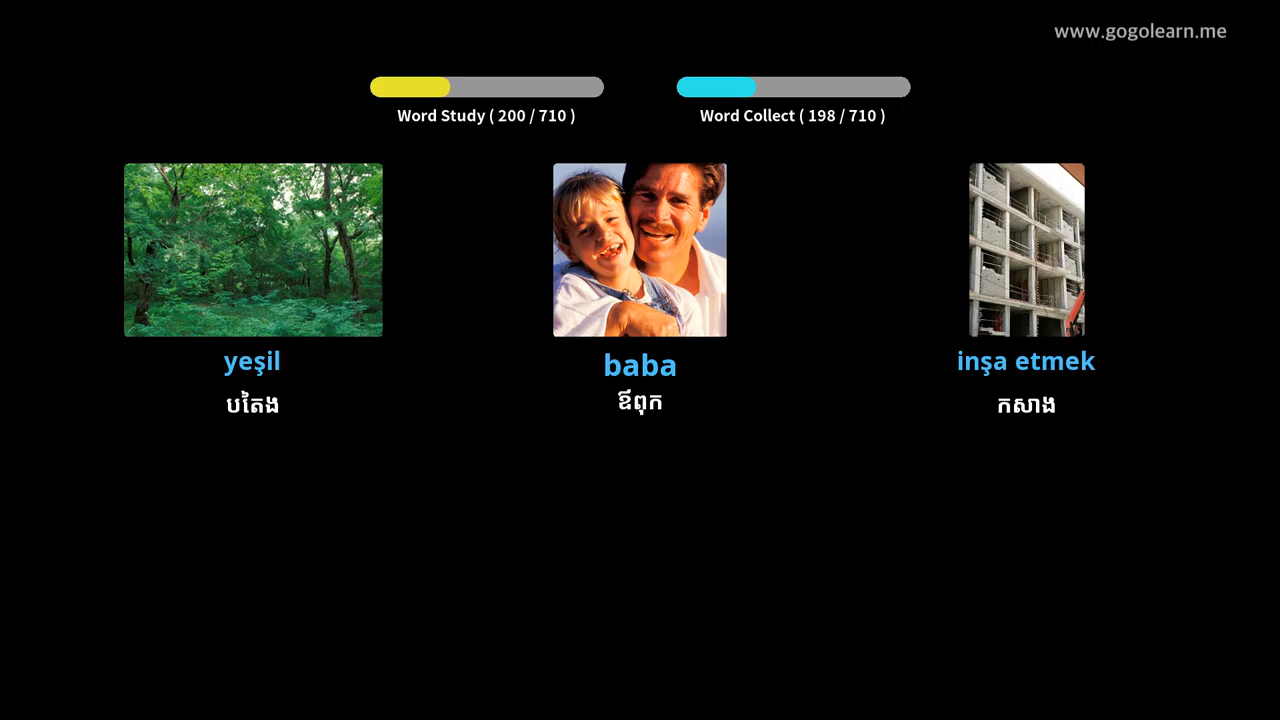 www.gogolearn.me
Word Study ( 200 / 710 )
Word Collect ( 198 / 710 )
yeşil
baba
inşa etmek
បតៃង
ឪពុក
កសាង